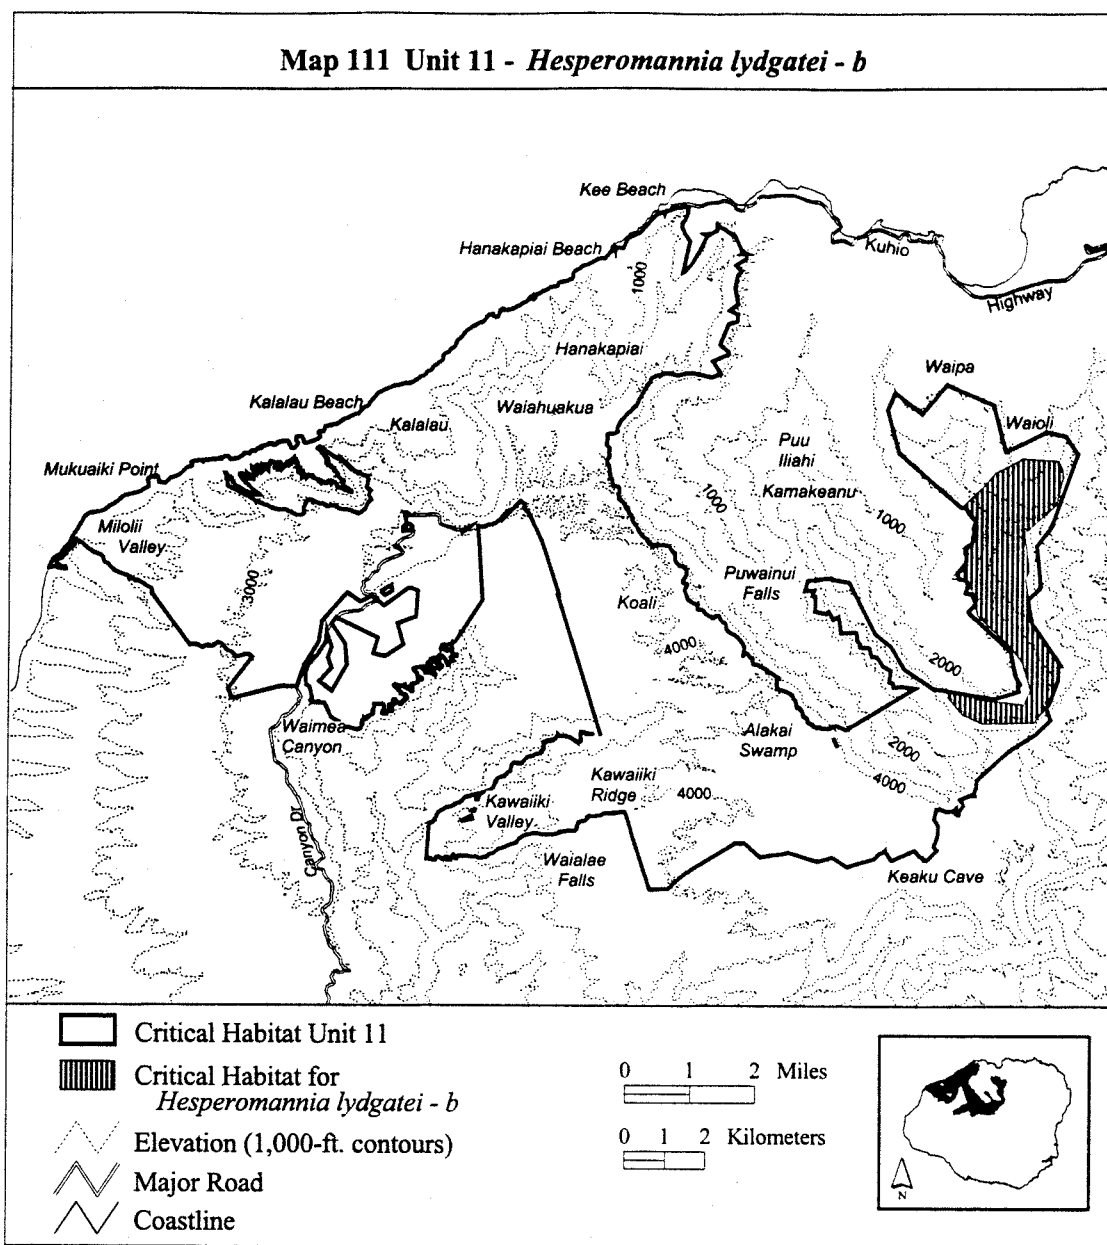 Map 111 Unit 11 - Hesperomannia lydgatei - b
Kee Beach
Hanakapiai Beach
Kuhio
Highway
1000
Hanakapiai
Waipa
Kalalau Beach
Waiahuakua
Kalalau
Waioli
Puu
Iliahi
Mukuaiki Point
Kamakeanu
1000
1000
Milolii
Valley
3000
Puwainui
Falls
Koali
4000
2000
Waimea
Canyon
Alakai
Swamp
2000
4000
Kawaiiki
Ridge
4000
Kawaiiki
Valley
Canyon Dr
Waialae
Falls
Keaku Cave
Critical Habitat Unit 11
Critical Habitat for
Hesperomannia lydgatei - b
Elevation (1,000-ft. contours)
Major Road
Coastline
0 1 2 Miles
0 1 2 Kilometers
N